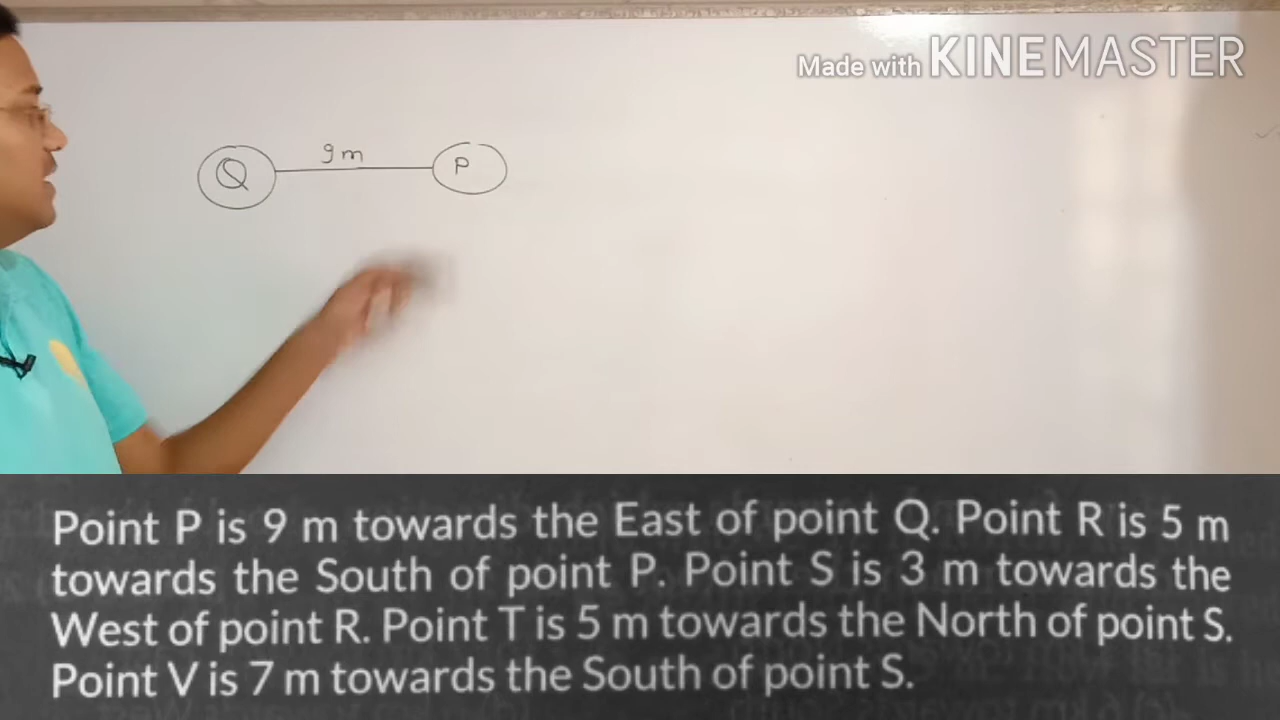 Made with KINEMASTER
9 m
Q P
Point P is 9 m towards the East of point Q. Point R is 5 m
towards the South of point P. Point S is 3 m towards the
West of point R. Point T is 5 m towards the North of point S.
Point V is 7 m towards the South of point S.